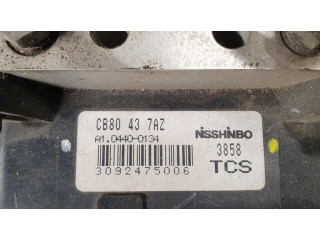 CB80 43 7AZ
A1.0440-0134
NISSHINBO
3858
3092475006
TCS